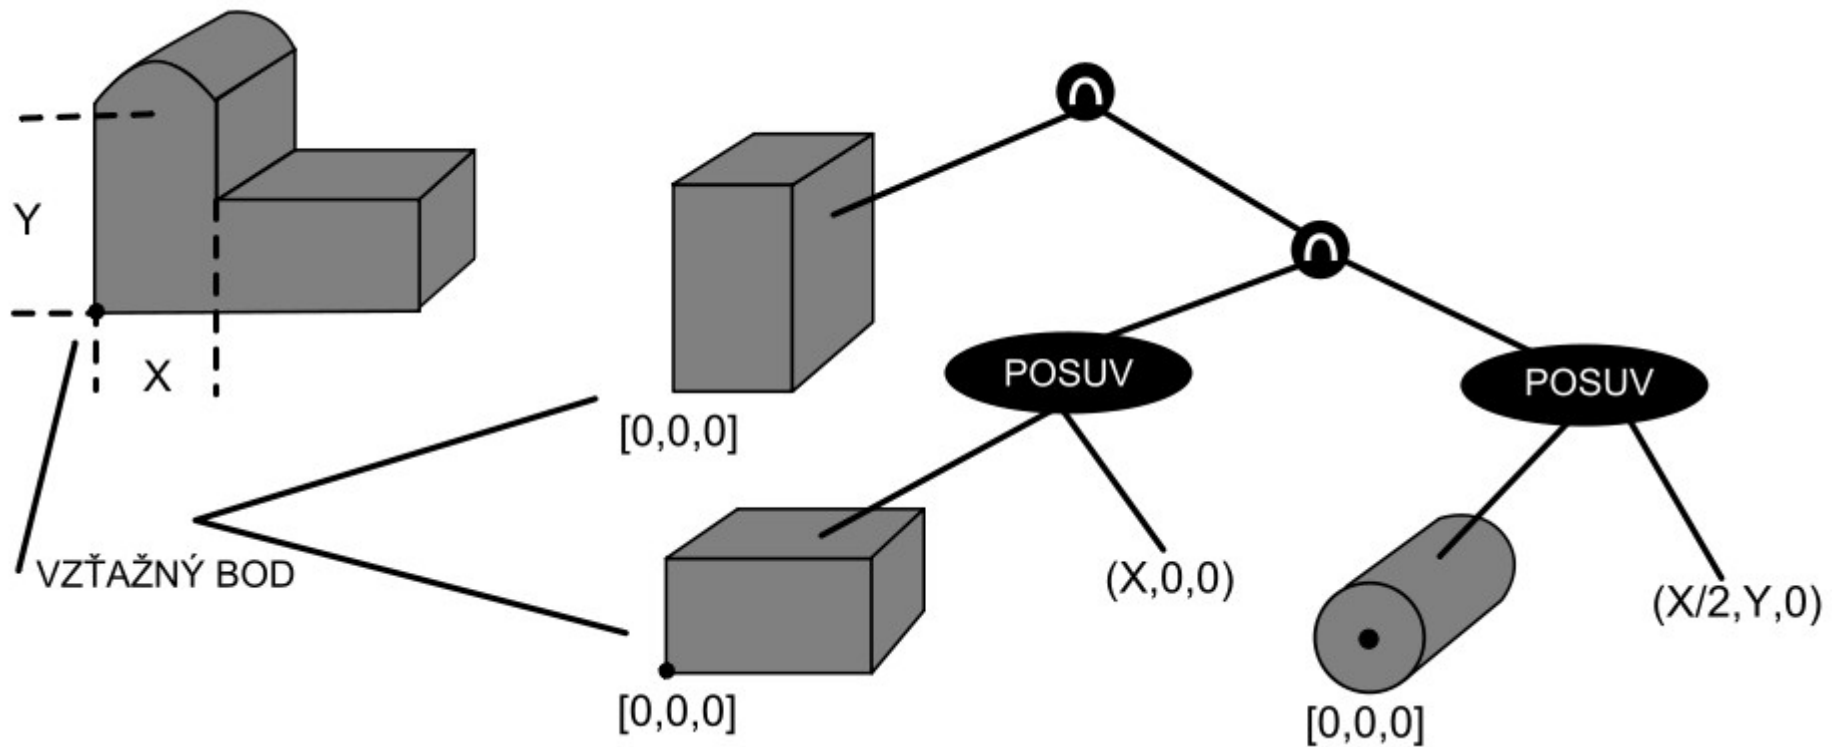 ∩
∩
Y
X
POSUV
POSUV
[0,0,0]
VZŤAŽNÝ BOD
(X,0,0)
(X/2,Y,0)
[0,0,0]
[0,0,0]